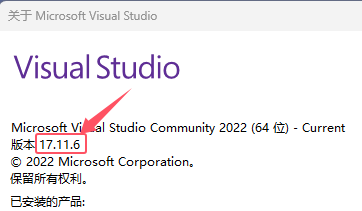 关于 Microsoft Visual Studio
Visual Studio
Microsoft Visual Studio Community 2022 (64 位) - Current
版本 17.11.6
© 2022 Microsoft Corporation。
保留所有权利。
已安装的产品: